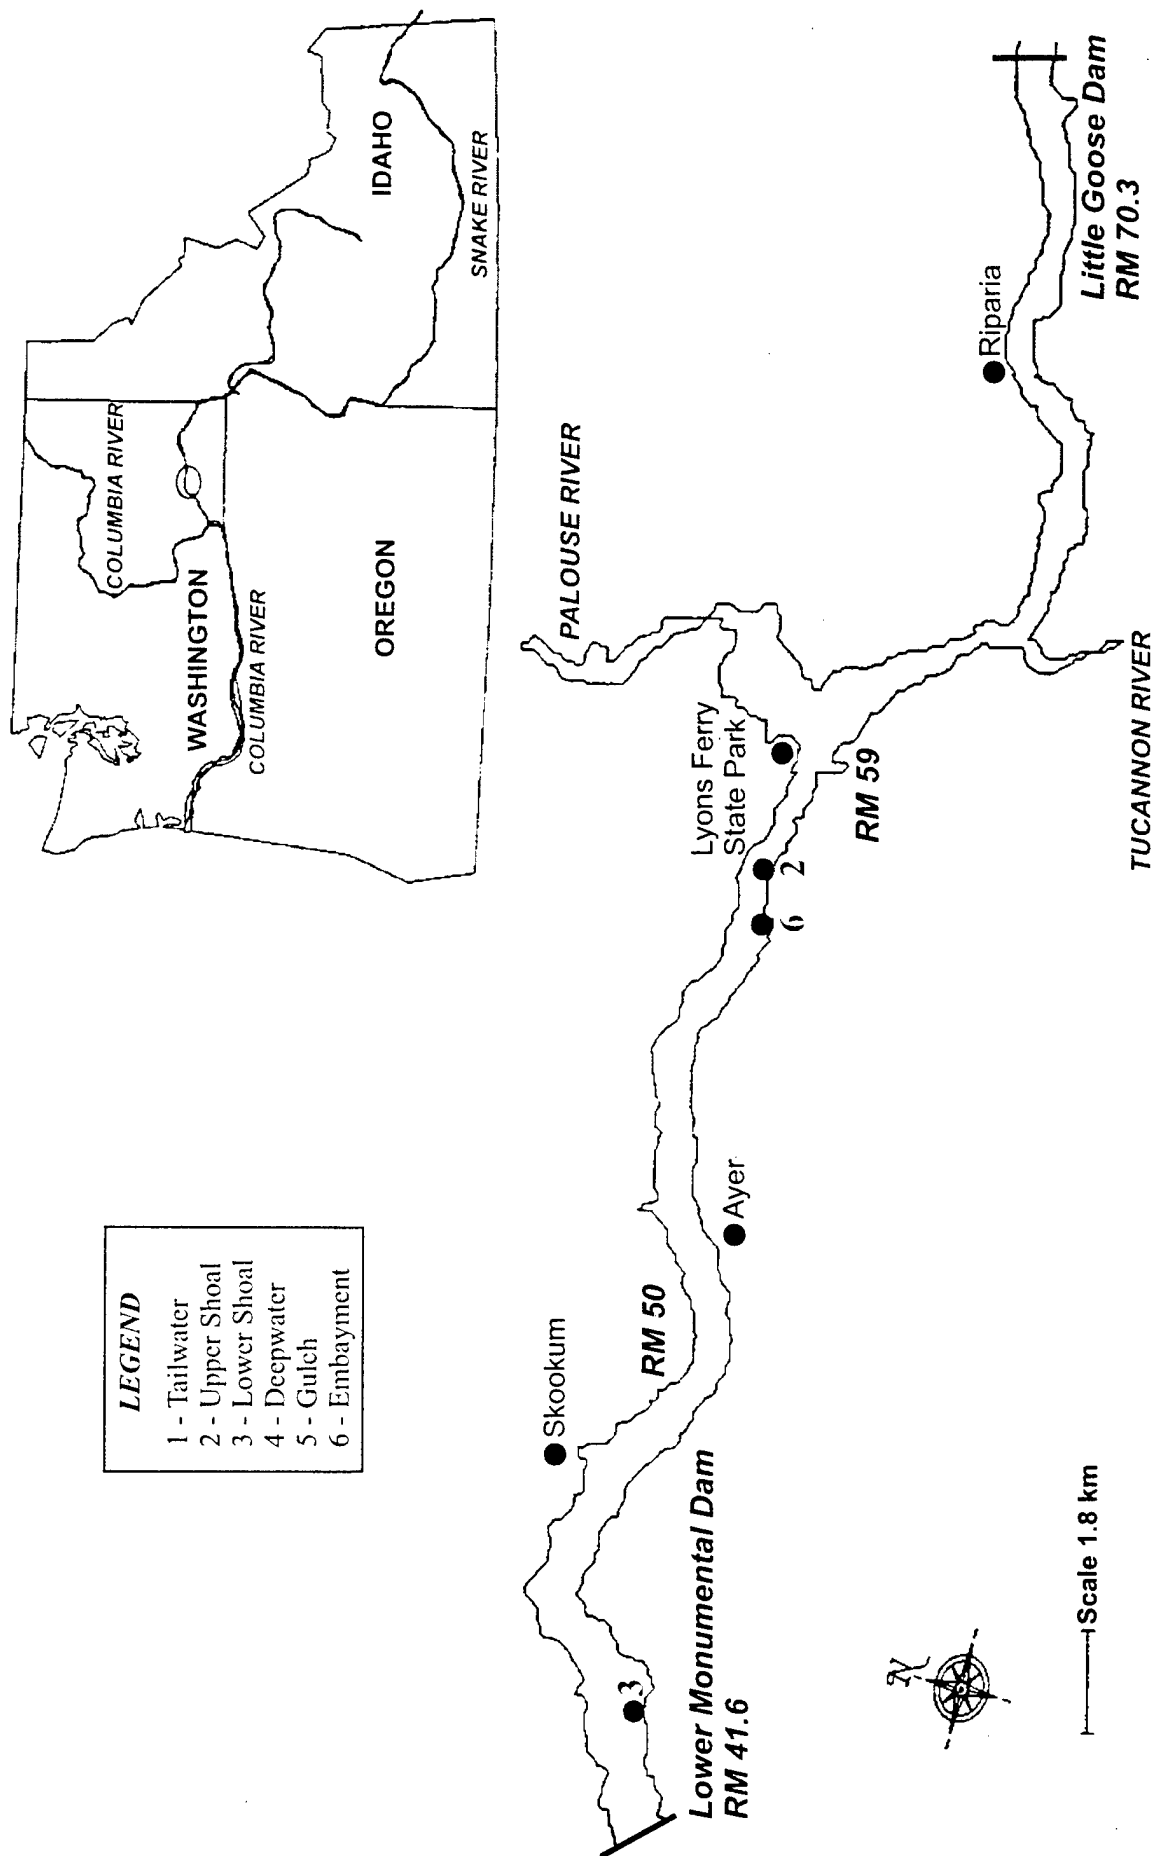 COLUMBIA RIVER
WASHINGTON
COLUMBIA RIVER
OREGON
IDAHO
SNAKE RIVER
LEGEND
1 - Tailwater
2 - Upper Shoal
3 - Lower Shoal
4 - Deepwater
5 - Gulch
6 - Embayment
PALOUSE RIVER
Skookum
RM 50
Lyons Ferry
State Park
3
Ayer
6
2
RM 59
Riparia
Lower Monumental Dam
RM 41.6
Little Goose Dam
RM 70.3
TUCANNON RIVER
N
Scale 1.8 km